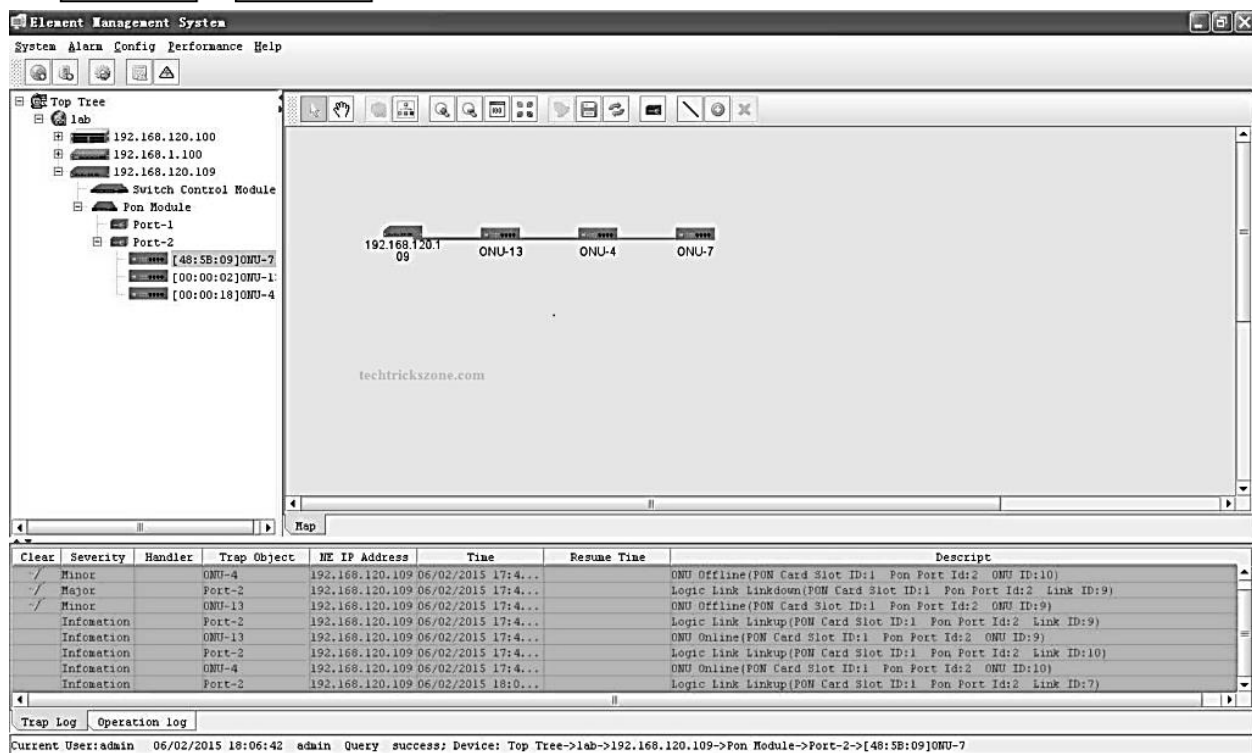 Element Management System
System Alarm Config Performance Help
Top Tree
lab
192.168.120.100
192.168.1.100
192.168.120.109
Switch Control Module
Pon Module
Port-1
Port-2
[48:5B:09]ONU-7
[00:00:02]ONU-1
[00:00:18]ONU-4
192.168.120.1
09
ONU-13
ONU-4
ONU-7
techtrickszone.com
Map
Clear Severity Handler Trap Object NE IP Address Time Resume Time Descript
Minor ONU-4 192.168.120.109 06/02/2015 17:4... ONU Offline(PON Card Slot ID:1 Pon Port Id:2 ONU ID:10)
Major Port-2 192.168.120.109 06/02/2015 17:4... Logic Link Linkdown(PON Card Slot ID:1 Pon Port Id:2 Link ID:9)
Minor ONU-13 192.168.120.109 06/02/2015 17:4... ONU Offline(PON Card Slot ID:1 Pon Port Id:2 ONU ID:9)
Infomation Port-2 192.168.120.109 06/02/2015 17:4... Logic Link Linkup(PON Card Slot ID:1 Pon Port Id:2 Link ID:9)
Infomation ONU-13 192.168.120.109 06/02/2015 17:4... ONU Online(PON Card Slot ID:1 Pon Port Id:2 ONU ID:9)
Infomation Port-2 192.168.120.109 06/02/2015 17:4... Logic Link Linkup(PON Card Slot ID:1 Pon Port Id:2 Link ID:10)
Infomation ONU-4 192.168.120.109 06/02/2015 17:4... ONU Online(PON Card Slot ID:1 Pon Port Id:2 ONU ID:10)
Infomation Port-2 192.168.120.109 06/02/2015 18:0... Logic Link Linkup(PON Card Slot ID:1 Pon Port Id:2 Link ID:7)
Trap Log Operation log
Current User:admin 06/02/2015 18:06:42 admin Query success; Device: Top Tree->lab->192.168.120.109->Pon Module->Port-2->[48:5B:09]ONU-7